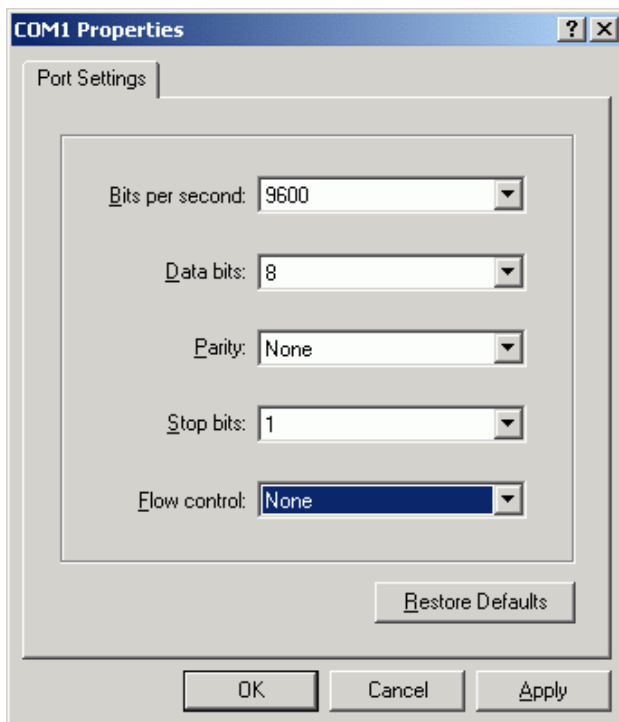 COM1 Properties
Port Settings
Bits per second: 9600
Data bits: 8
Parity: None
Stop bits: 1
Flow control: None
Restore Defaults
OK Cancel Apply